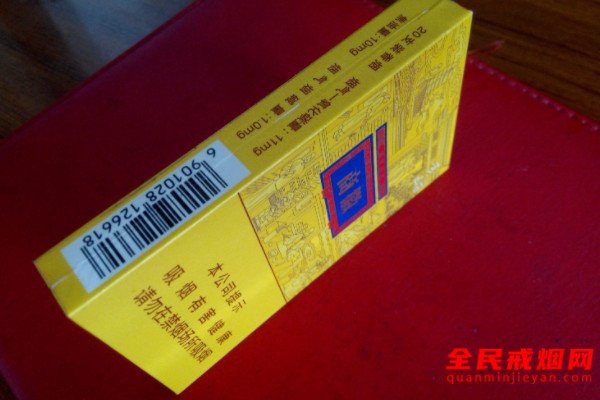 20支装香烟 烟气一氧化碳量:11mg
焦油量:10mg 烟气烟碱量:1.0mg
6 901028 126618
本公司提示
吸烟有害健康
请勿在禁烟场所吸烟
全民戒烟网
quanminjieyan.com